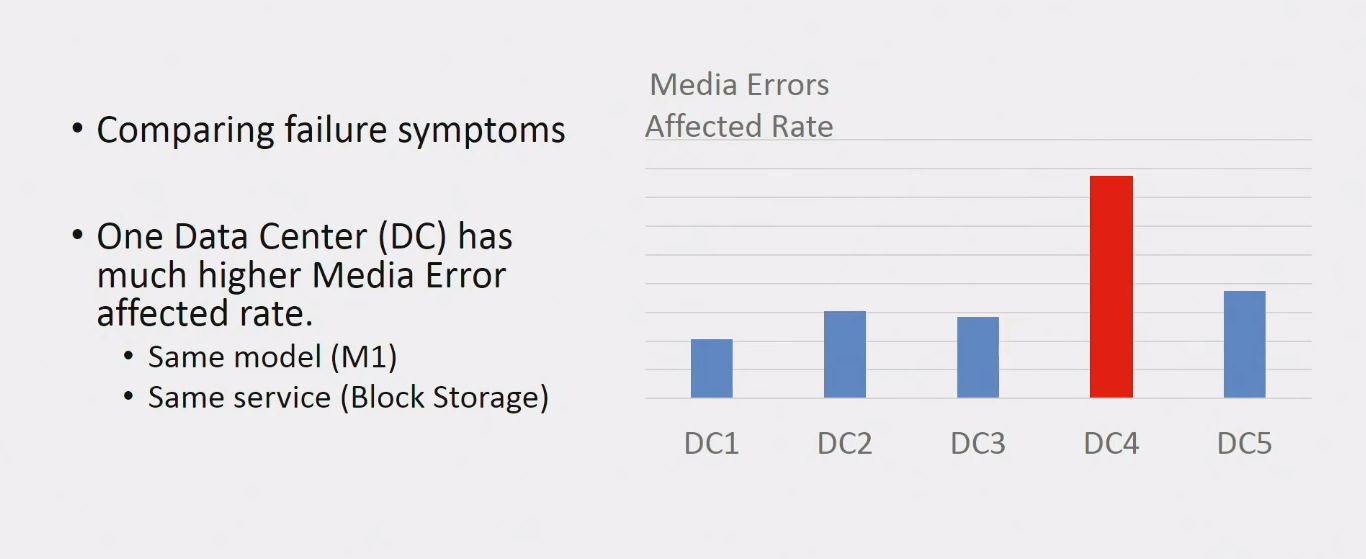 • Comparing failure symptoms
• One Data Center (DC) has
much higher Media Error
affected rate.
• Same model (M1)
• Same service (Block Storage)
Media Errors
Affected Rate
DC1 DC2 DC3 DC4 DC5